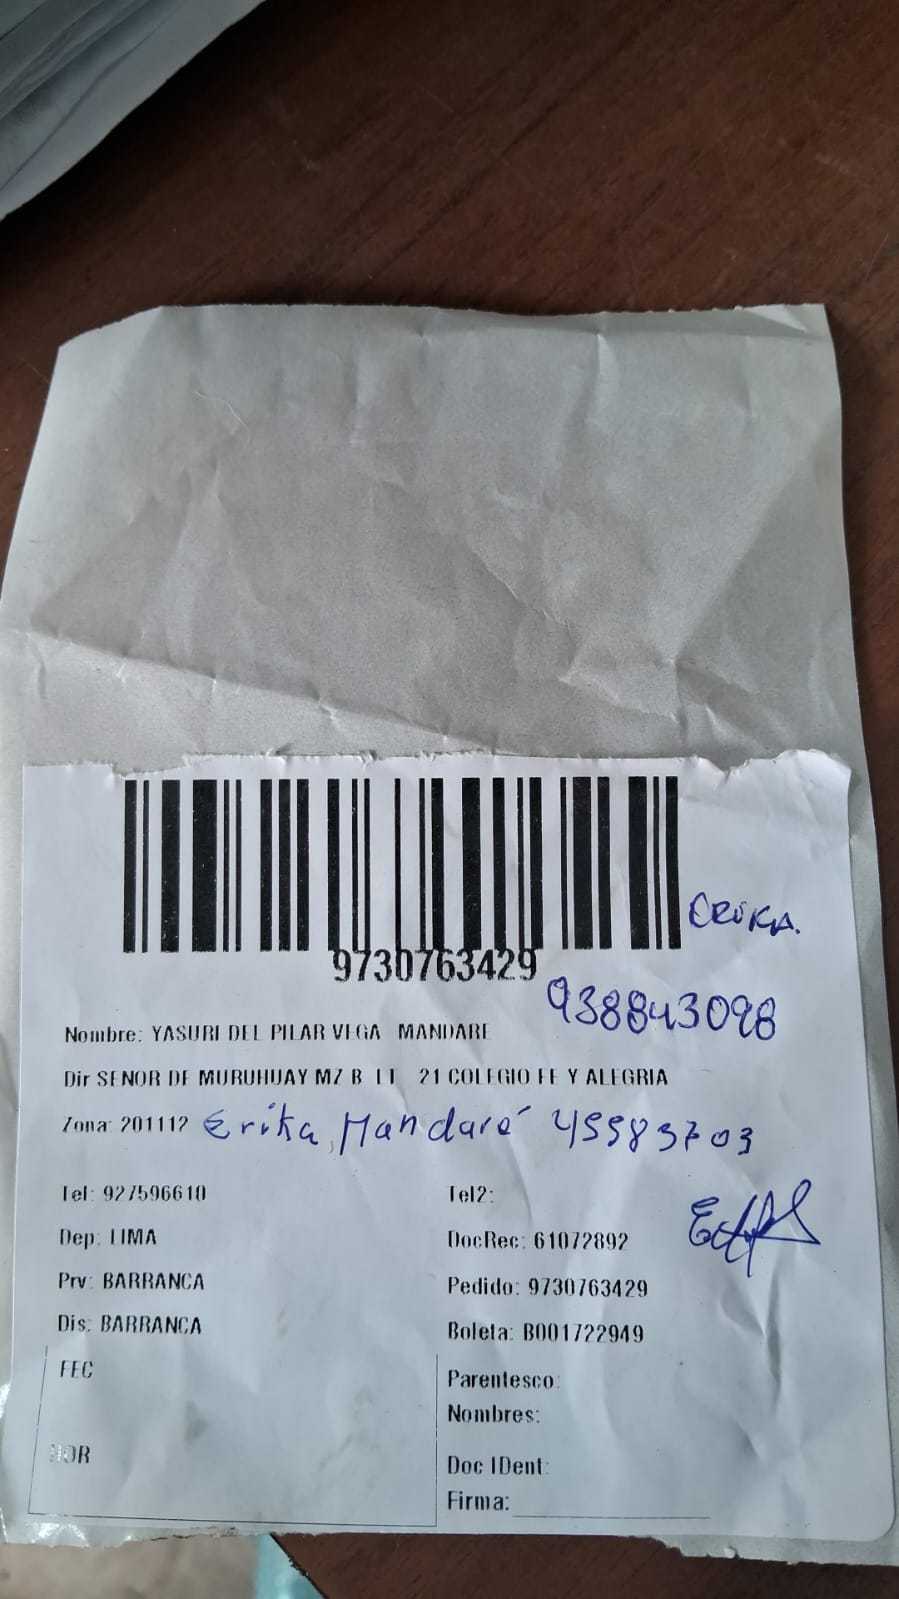 ERIKA.
9730763429
938843098
Nombre: YASURI DEL PILAR VEGA MANDARE
Dir SENOR DE MURUHUAY MZ B LT 21 COLEGIO FE Y ALEGRIA
Zona: 201112 Erika Mandaré 45583703
Tel: 927596610 Tel2:
Dep: LIMA DocRec: 61072892
Prv: BARRANCA Pedido: 9730763429
Dis: BARRANCA Boleta: B001722949
FEC Parentesco:
Nombres:
HOR Doc IDent:
Firma: